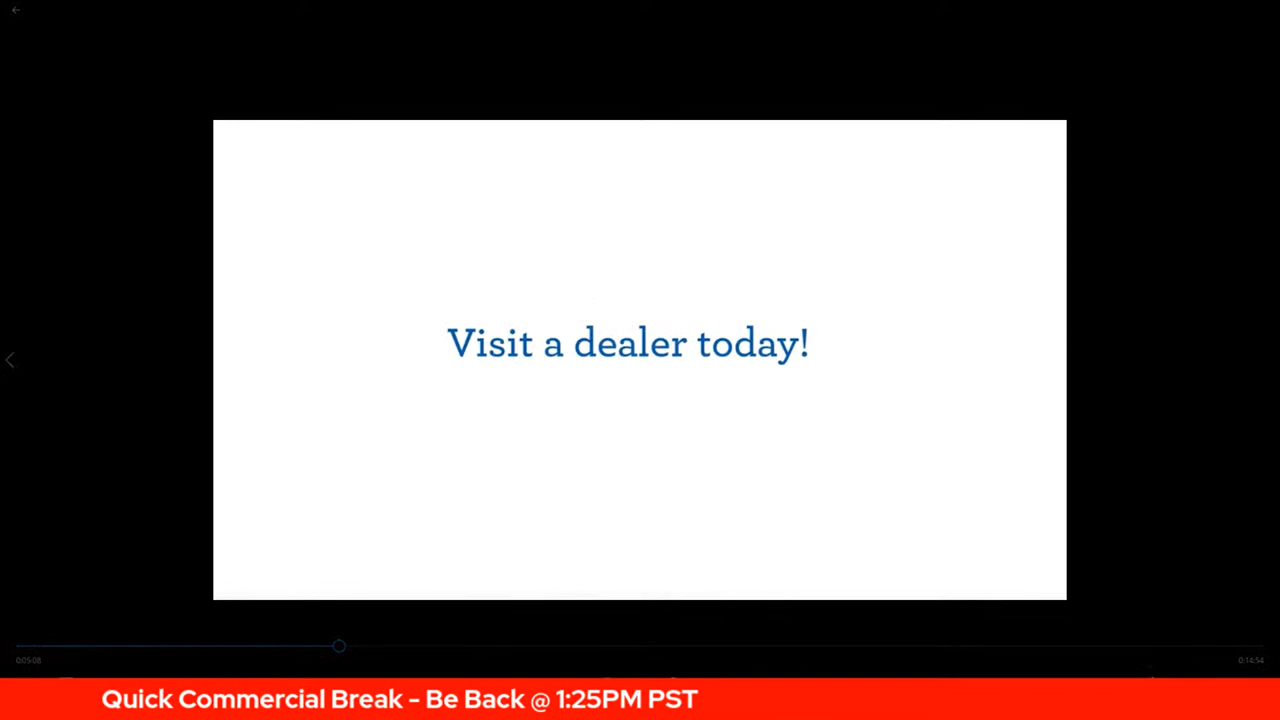 Visit a dealer today!
0:05:08
0:14:54
Quick Commercial Break - Be Back @ 1:25PM PST